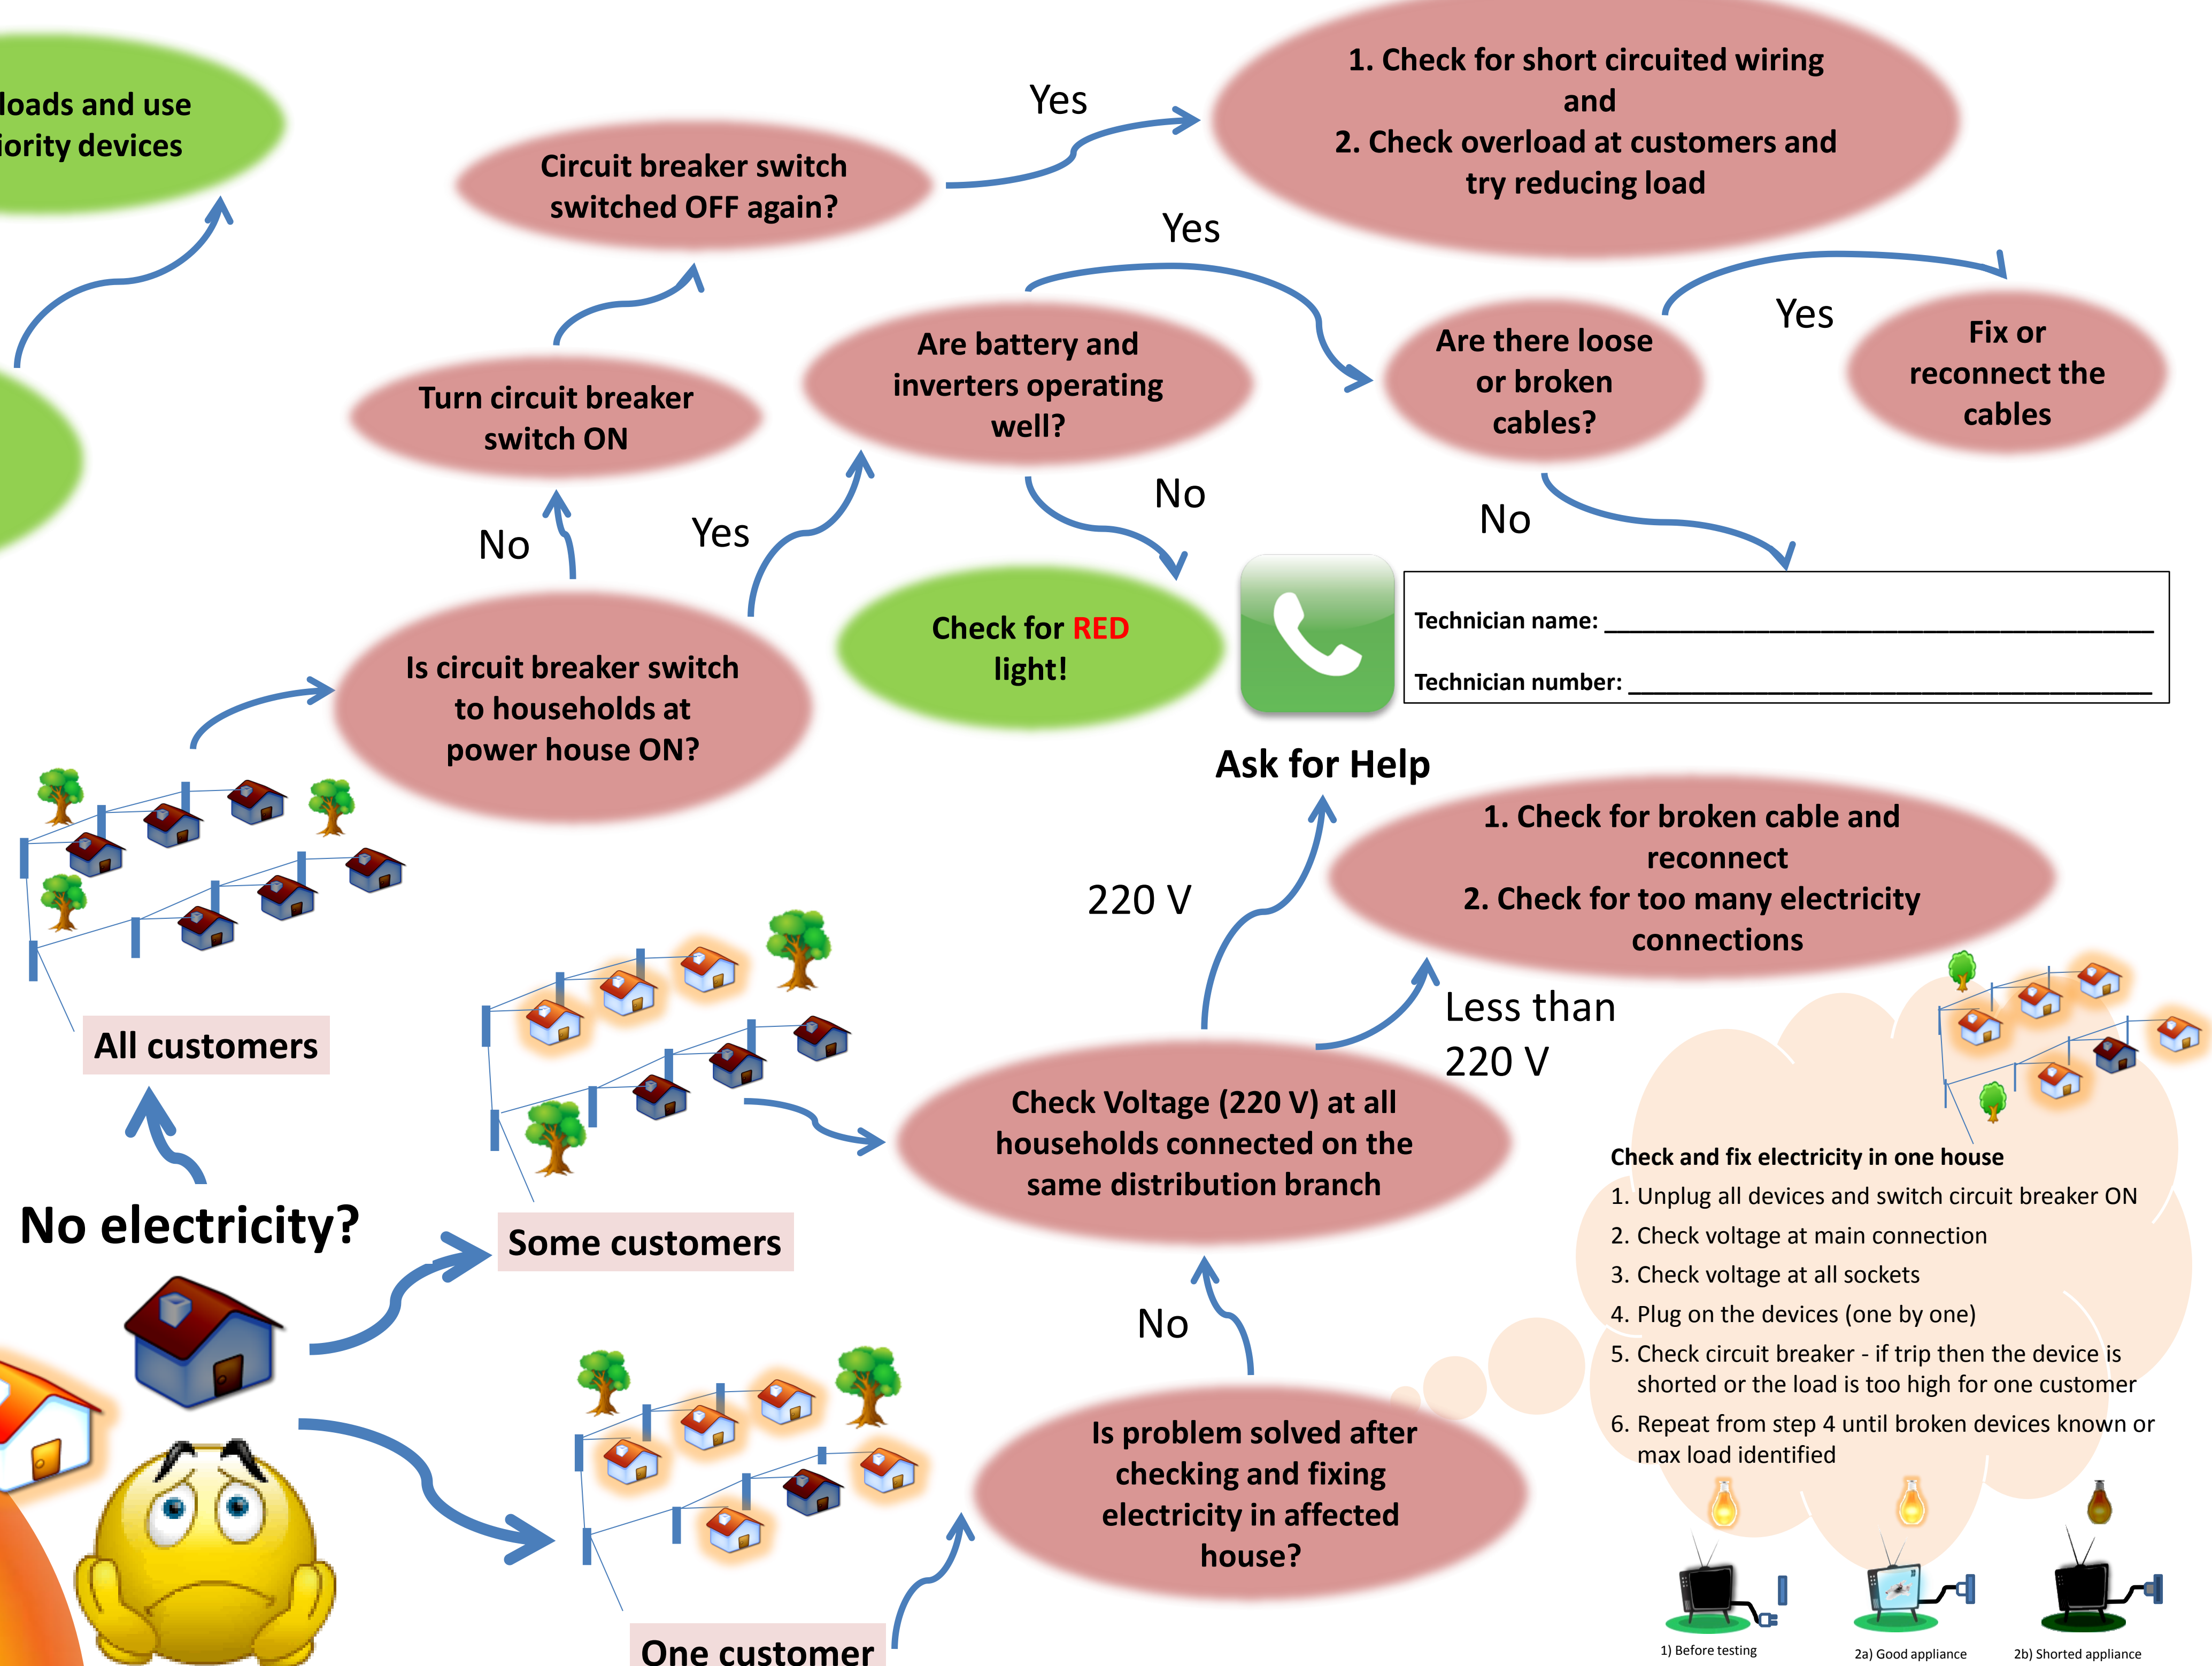 loads and use
iority devices
Circuit breaker switch
switched OFF again?
Yes
1. Check for short circuited wiring
and
2. Check overload at customers and
try reducing load
Turn circuit breaker
switch ON
Are battery and
inverters operating
well?
Yes
Are there loose
or broken
cables?
Yes
Fix or
reconnect the
cables
No
Yes
No
No
Is circuit breaker switch
to households at
power house ON?
Check for RED
light!
Technician name: ____________________
Technician number: ____________________
Ask for Help
1. Check for broken cable and
reconnect
2. Check for too many electricity
connections
220 V
Less than
220 V
All customers
Check Voltage (220 V) at all
households connected on the
same distribution branch
No electricity?
Some customers
No
Is problem solved after
checking and fixing
electricity in affected
house?
One customer
Check and fix electricity in one house
1. Unplug all devices and switch circuit breaker ON
2. Check voltage at main connection
3. Check voltage at all sockets
4. Plug on the devices (one by one)
5. Check circuit breaker - if trip then the device is
shorted or the load is too high for one customer
6. Repeat from step 4 until broken devices known or
max load identified
1) Before testing
2a) Good appliance
2b) Shorted appliance